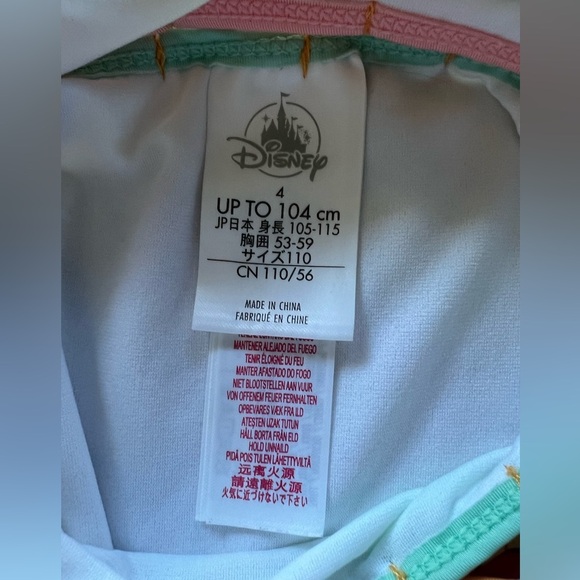 Disney
4
UP TO 104 cm
JP日本 身長 105-115
胸囲 53-59
サイズ110
CN 110/56
MADE IN CHINA
FABRIQUÉ EN CHINE
MANTENER ALEJADO DEL FUEGO
TENIR ÉLOIGNÉ DU FEU
MANTER AFASTADO DO FOGO
NIET BLOOTSTELLEN AAN VUUR
VON OFFENEM FEUER FERNHALTEN
OPBEVARES VÆK FRA ILD
ATEŞTEN UZAK TUTUN
HÅLL BORTA FRÅN ELD
HOLD UNNA ILD
PIDÄ POIS TULEN LÄHETTYVILTÄ
远离火源
請遠離火源
火気に近づけないで下さい